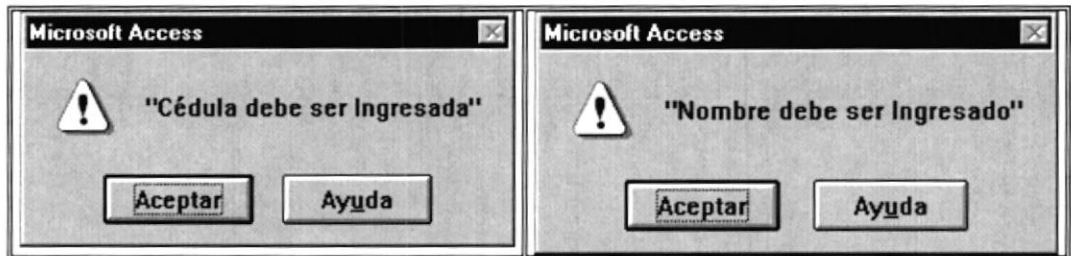 Microsoft Access
"Cédula debe ser Ingresada"
Aceptar
Ayuda
Microsoft Access
"Nombre debe ser Ingresado"
Aceptar
Ayuda